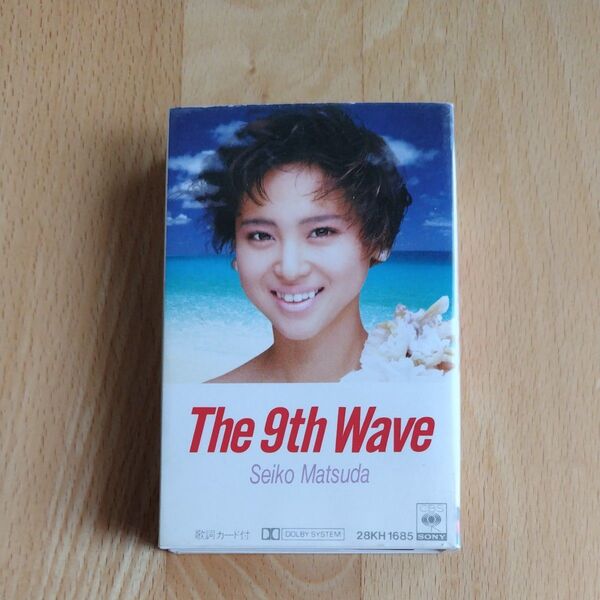 The 9th Wave
Seiko Matsuda
歌詞カード付 DOLBY SYSTEM 28KH 1685
CBS
SONY